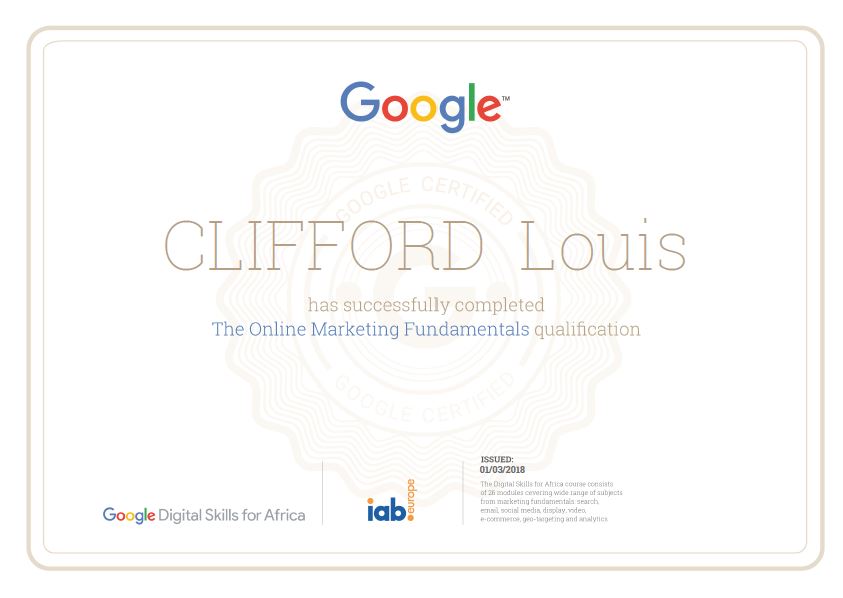 Google™
GOOGLE CERTIFIED
CLIFFORD Louis
has successfully completed
The Online Marketing Fundamentals qualification
GOOGLE CERTIFIED
Google Digital Skills for Africa
iab europe
ISSUED:
01/03/2018
The Digital Skills for Africa course consists
of 26 modules covering wide range of subjects
from marketing fundamentals search,
email, social media, display, video,
e-commerce, geo-targeting and analytics.